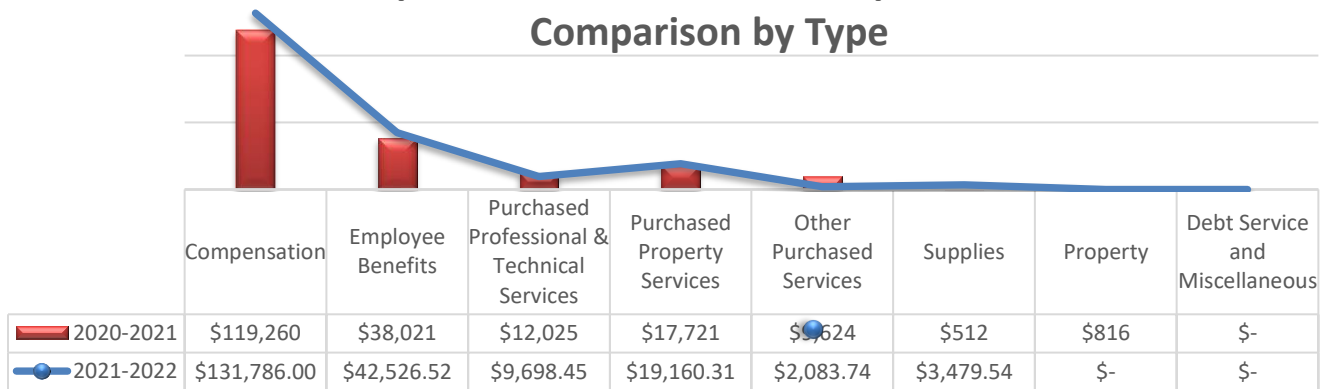 Comparison by Type
Compensation
Employee
Benefits
Purchased
Professional &
Technical
Services
Purchased
Property
Services
Other
Purchased
Services
Supplies
Property
Debt Service
and
Miscellaneous
2020-2021 $119,260 $38,021 $12,025 $17,721 $512 $816 $-
2021-2022 $131,786.00 $42,526.52 $9,698.45 $19,160.31 $2,083.74 $3,479.54 $- $-